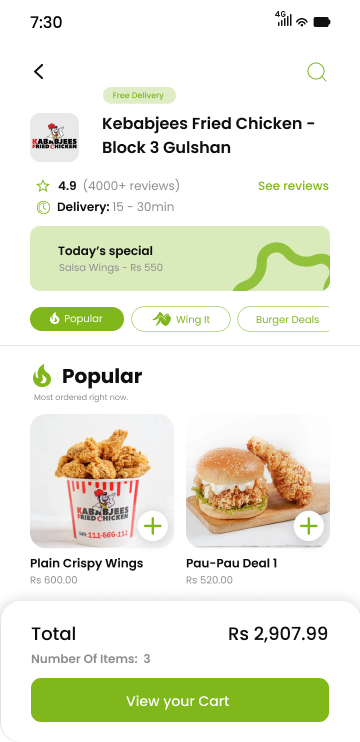 7:30
4G
Free Delivery
Kebabjees Fried Chicken -
Block 3 Gulshan
KABABJEES
FRIED CHICKEN
4.9 (4000+ reviews)
See reviews
Delivery: 15 - 30min
Today's special
Salsa Wings - Rs 550
Popular
Wing It
Burger Deals
Popular
Most ordered right now.
KABABJEES
FRIED CHICKEN
111-666-111
Plain Crispy Wings
Rs 600.00
Pau-Pau Deal 1
Rs 520.00
Total
Rs 2,907.99
Number Of Items: 3
View your Cart